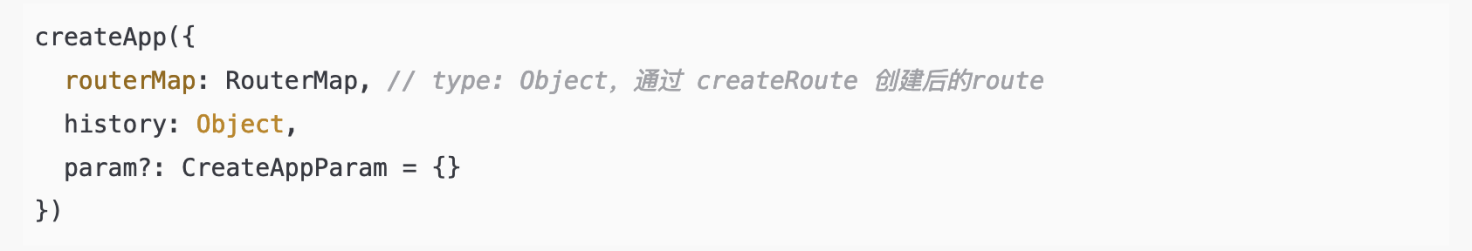 createApp({
  routerMap: RouterMap, // type: Object, 通过 createRoute 创建后的route
  history: Object,
  param?: CreateAppParam = {}
})